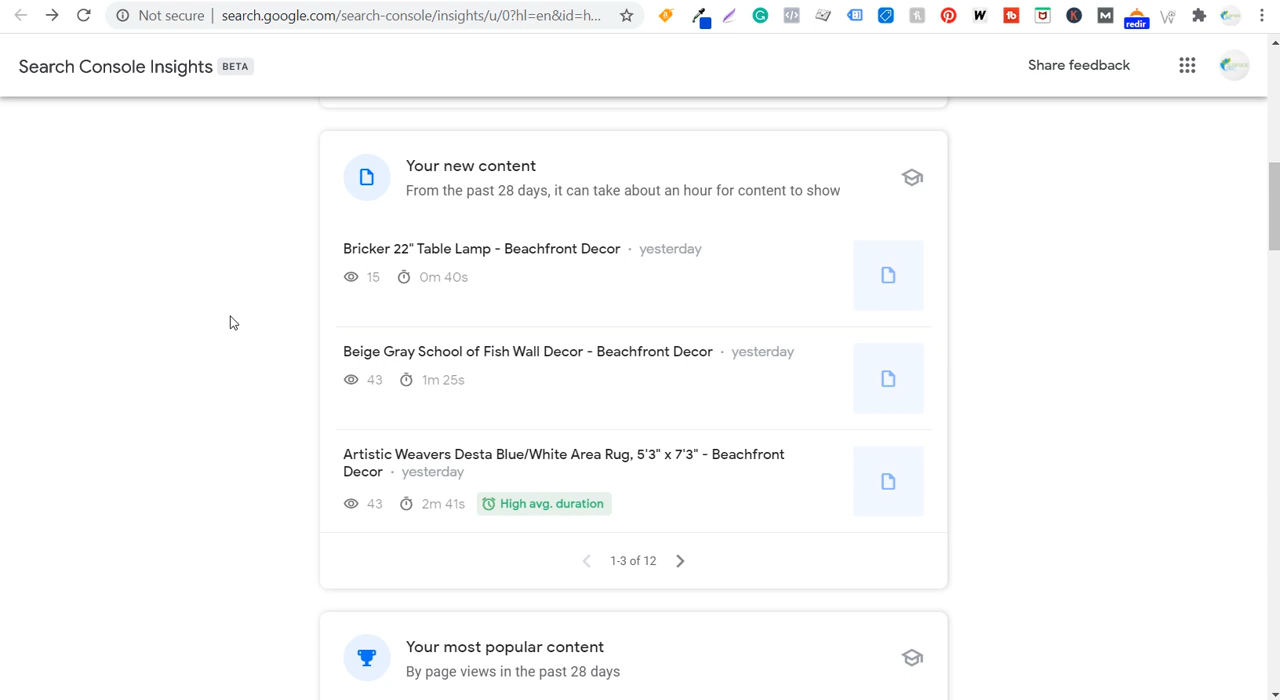 Not secure | search.google.com/search-console/insights/u/0?hl=en&id=h...
redir
Search Console Insights BETA
Share feedback
Your new content
From the past 28 days, it can take about an hour for content to show
Bricker 22" Table Lamp - Beachfront Decor · yesterday
15 0m 40s
Beige Gray School of Fish Wall Decor - Beachfront Decor · yesterday
43 1m 25s
Artistic Weavers Desta Blue/White Area Rug, 5'3" x 7'3" - Beachfront
Decor · yesterday
43 2m 41s High avg. duration
1-3 of 12
Your most popular content
By page views in the past 28 days